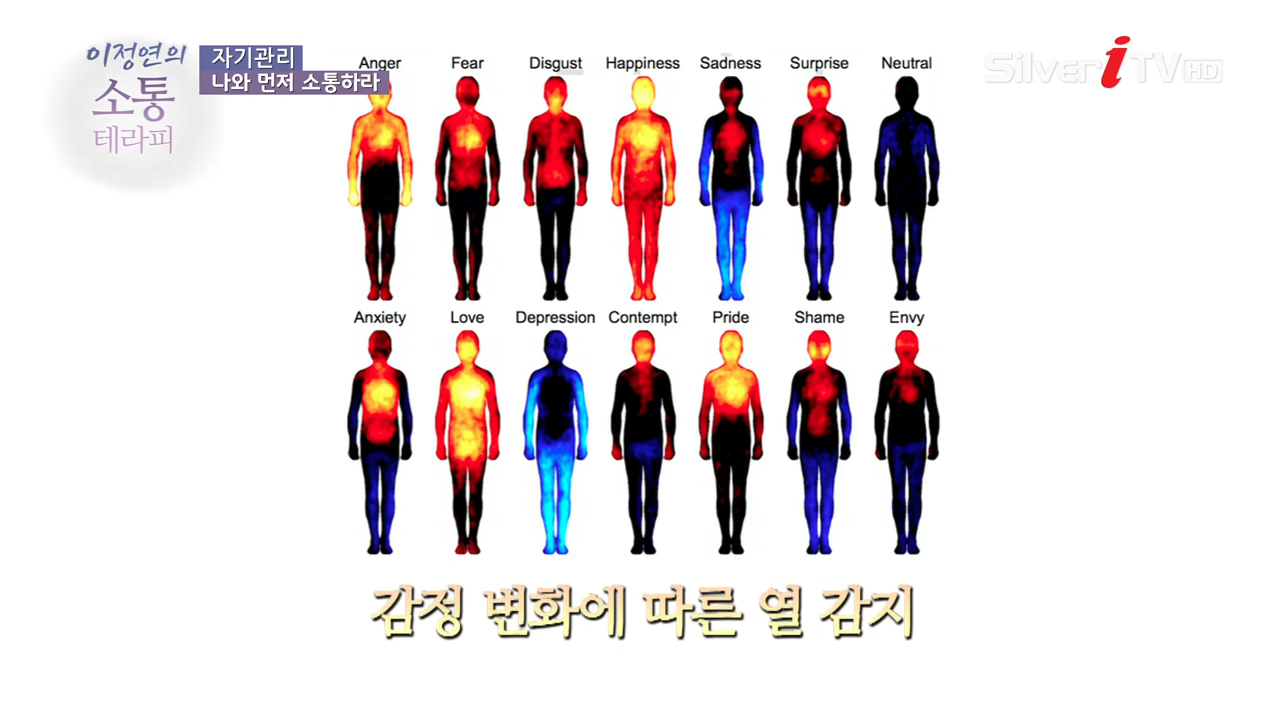 이정연의
소통
테라피
자기관리
나와 먼저 소통하라
Silver i TV HD
Anger Fear Disgust Happiness Sadness Surprise Neutral
Anxiety Love Depression Contempt Pride Shame Envy
감정 변화에 따른 열 감지